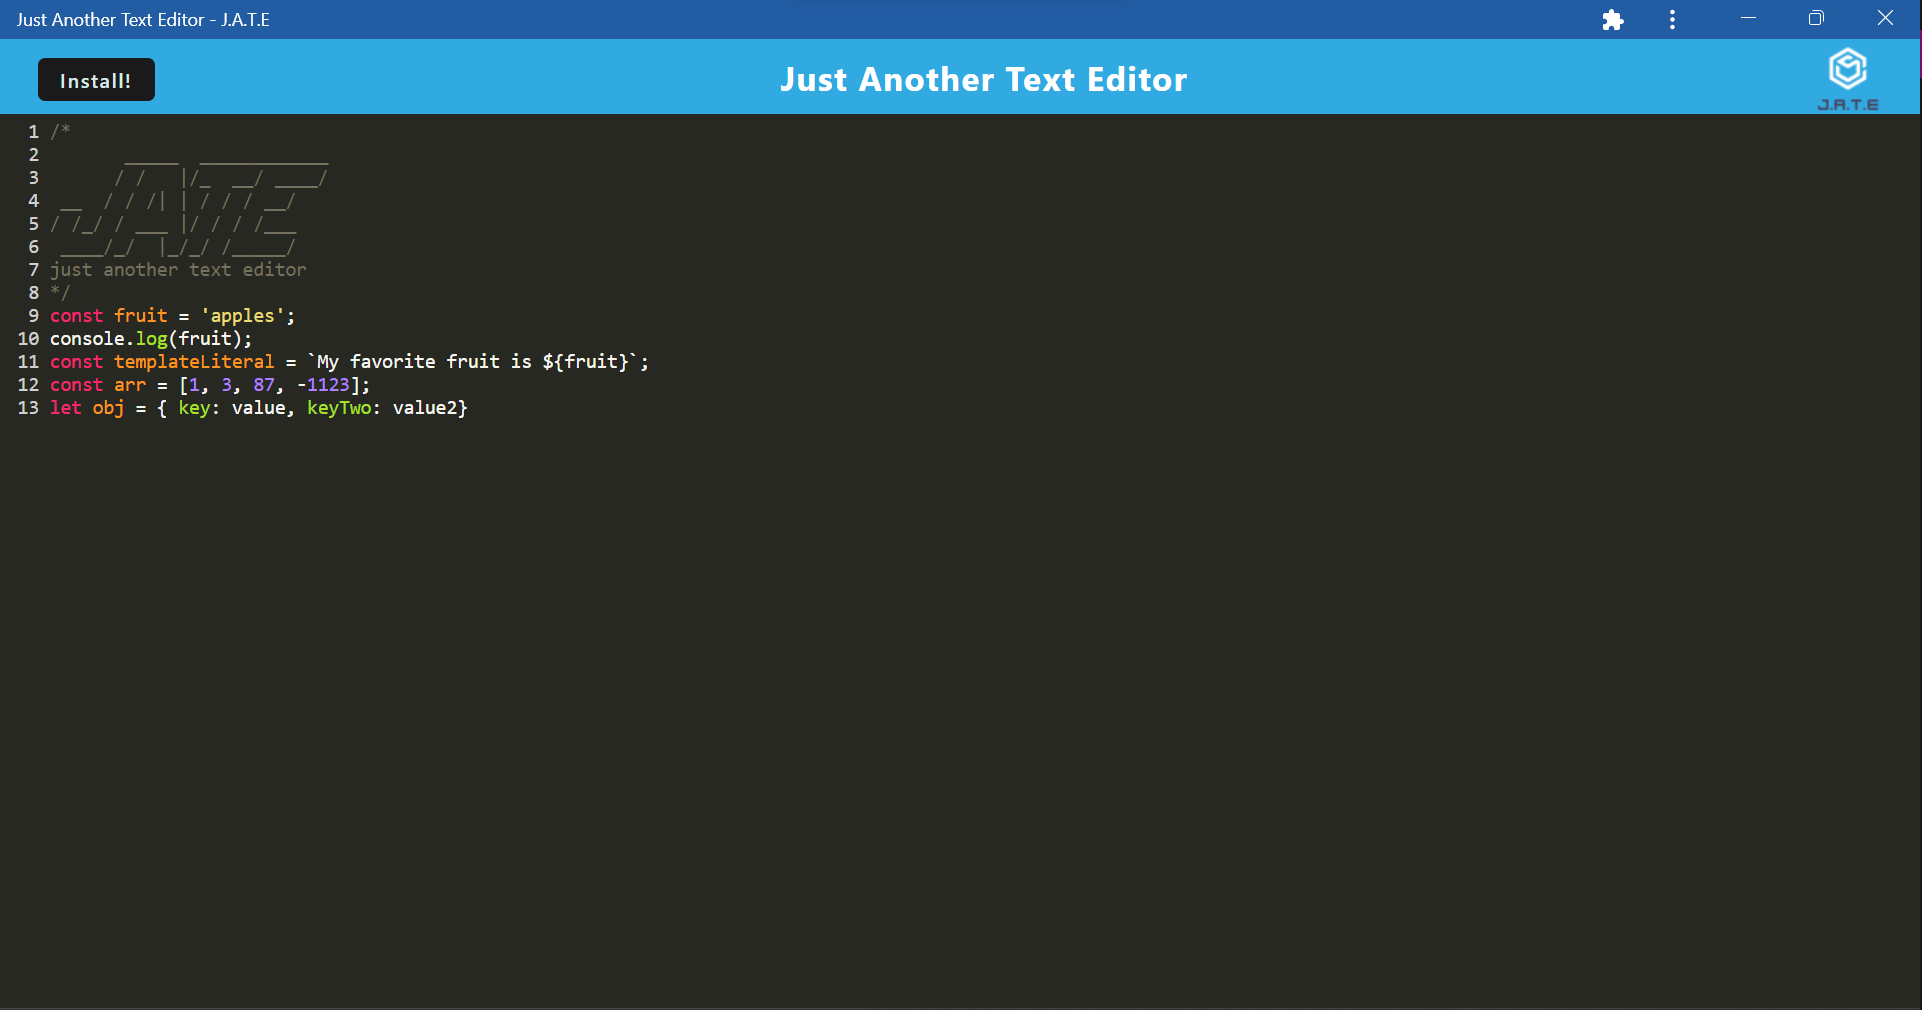 Just Another Text Editor - J.A.T.E
Install!
Just Another Text Editor
J.A.T.E
1 /*
2        _____  ____________
3       / /   |/_  __/ ____/
4  __  / / /| | / / / __/
5 / /_/ / ___ |/ / / /___
6  ____/_/  |_/_/ /_____/
7 just another text editor
8 */
9 const fruit = 'apples';
10 console.log(fruit);
11 const templateLiteral = `My favorite fruit is ${fruit}`;
12 const arr = [1, 3, 87, -1123];
13 let obj = { key: value, keyTwo: value2}